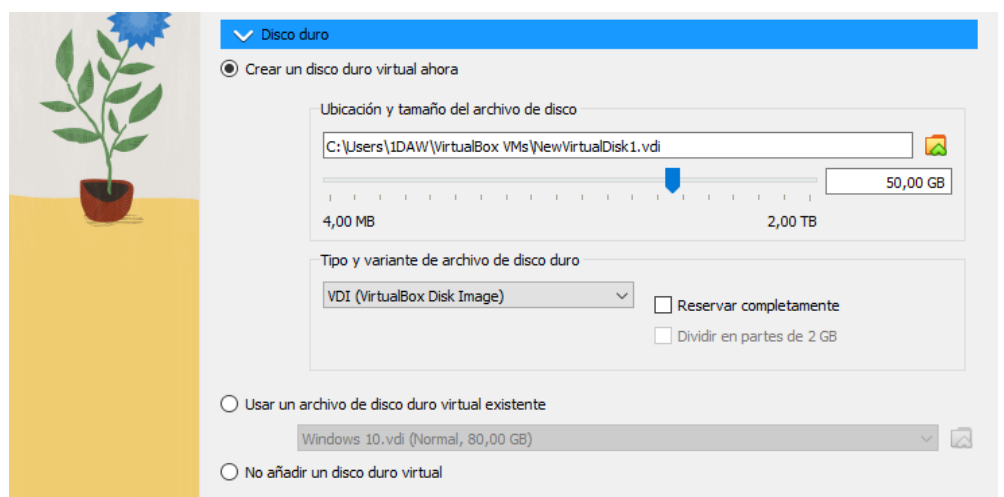 Disco duro
Crear un disco duro virtual ahora
Ubicación y tamaño del archivo de disco
C:\Users\1DAW\VirtualBox VMs\NewVirtualDisk1.vdi
50,00 GB
4,00 MB 2,00 TB
Tipo y variante de archivo de disco duro
VDI (VirtualBox Disk Image)
Reservar completamente
Dividir en partes de 2 GB
Usar un archivo de disco duro virtual existente
Windows 10.vdi (Normal, 80,00 GB)
No añadir un disco duro virtual